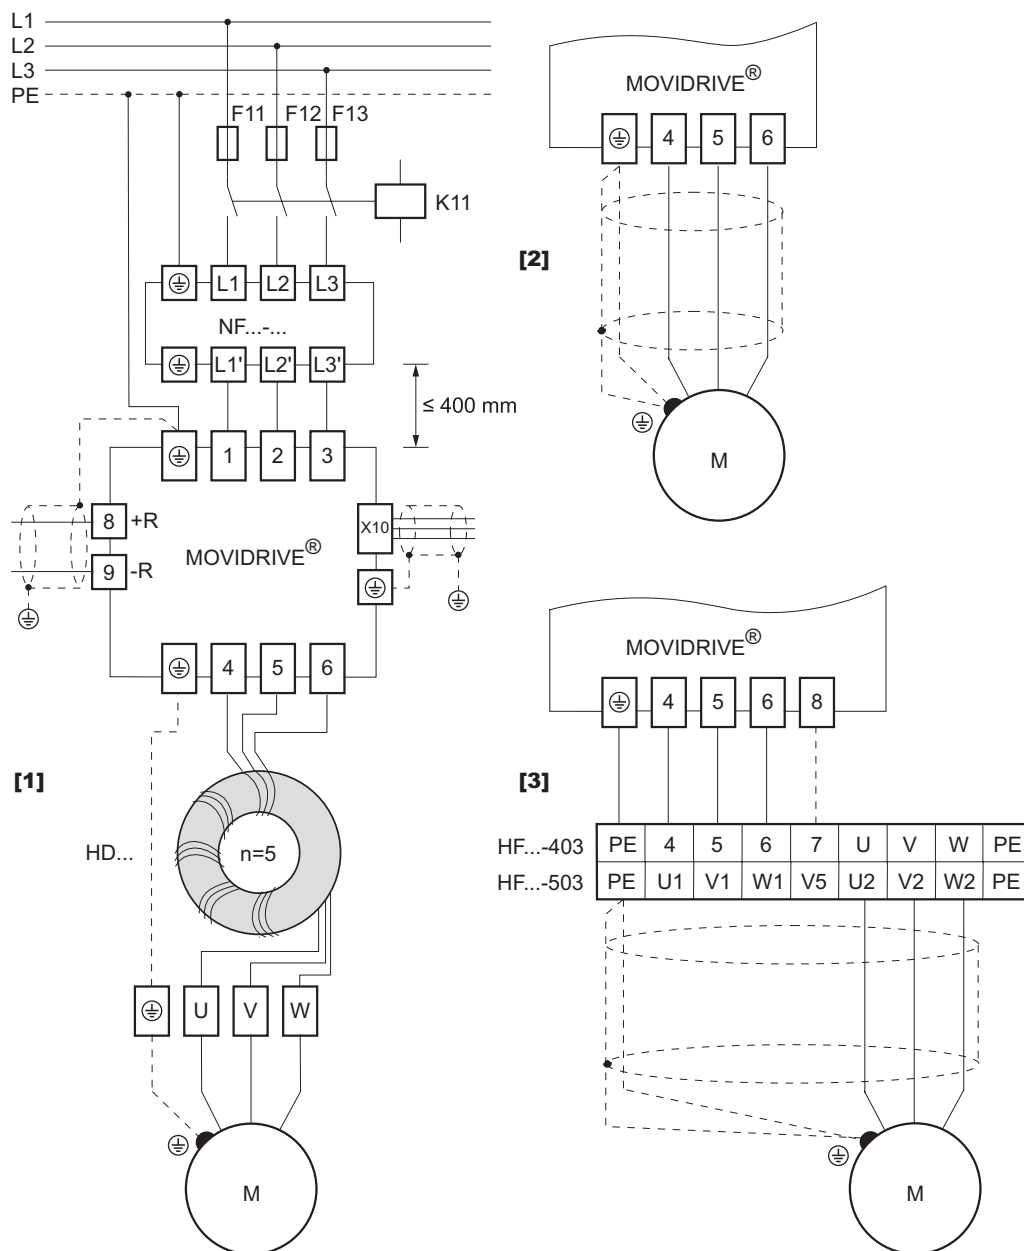 L1
L2
L3
PE
F11 F12 F13
K11
L1 L2 L3
NF...-...
L1' L2' L3'
≤ 400 mm
1 2 3
8 +R
X10
MOVIDRIVE®
9 -R
4 5 6
[1]
HD...
n=5
U V W
M
MOVIDRIVE®
4 5 6
[2]
M
MOVIDRIVE®
4 5 6 8
[3]
HF...-403 PE 4 5 6 7 U V W PE
HF...-503 PE U1 V1 W1 V5 U2 V2 W2 PE
M